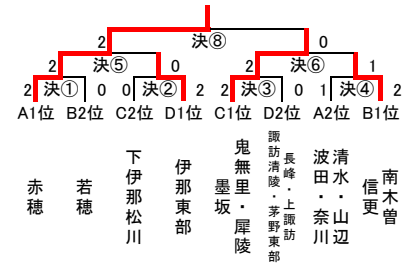 決⑧
2 0
決⑤ 決⑥
2 0 2 1
決① 決② 決③ 決④
2 0 0 2 2 0 1 2
A1位 B2位 C2位 D1位 C1位 D2位 A2位 B1位
赤穂
若穂
下伊那松川
伊那東部
鬼無里・犀陵
墨坂
長峰・上諏訪
諏訪清陵・茅野東部
清水・山辺
波田・奈川
南木曽
信更